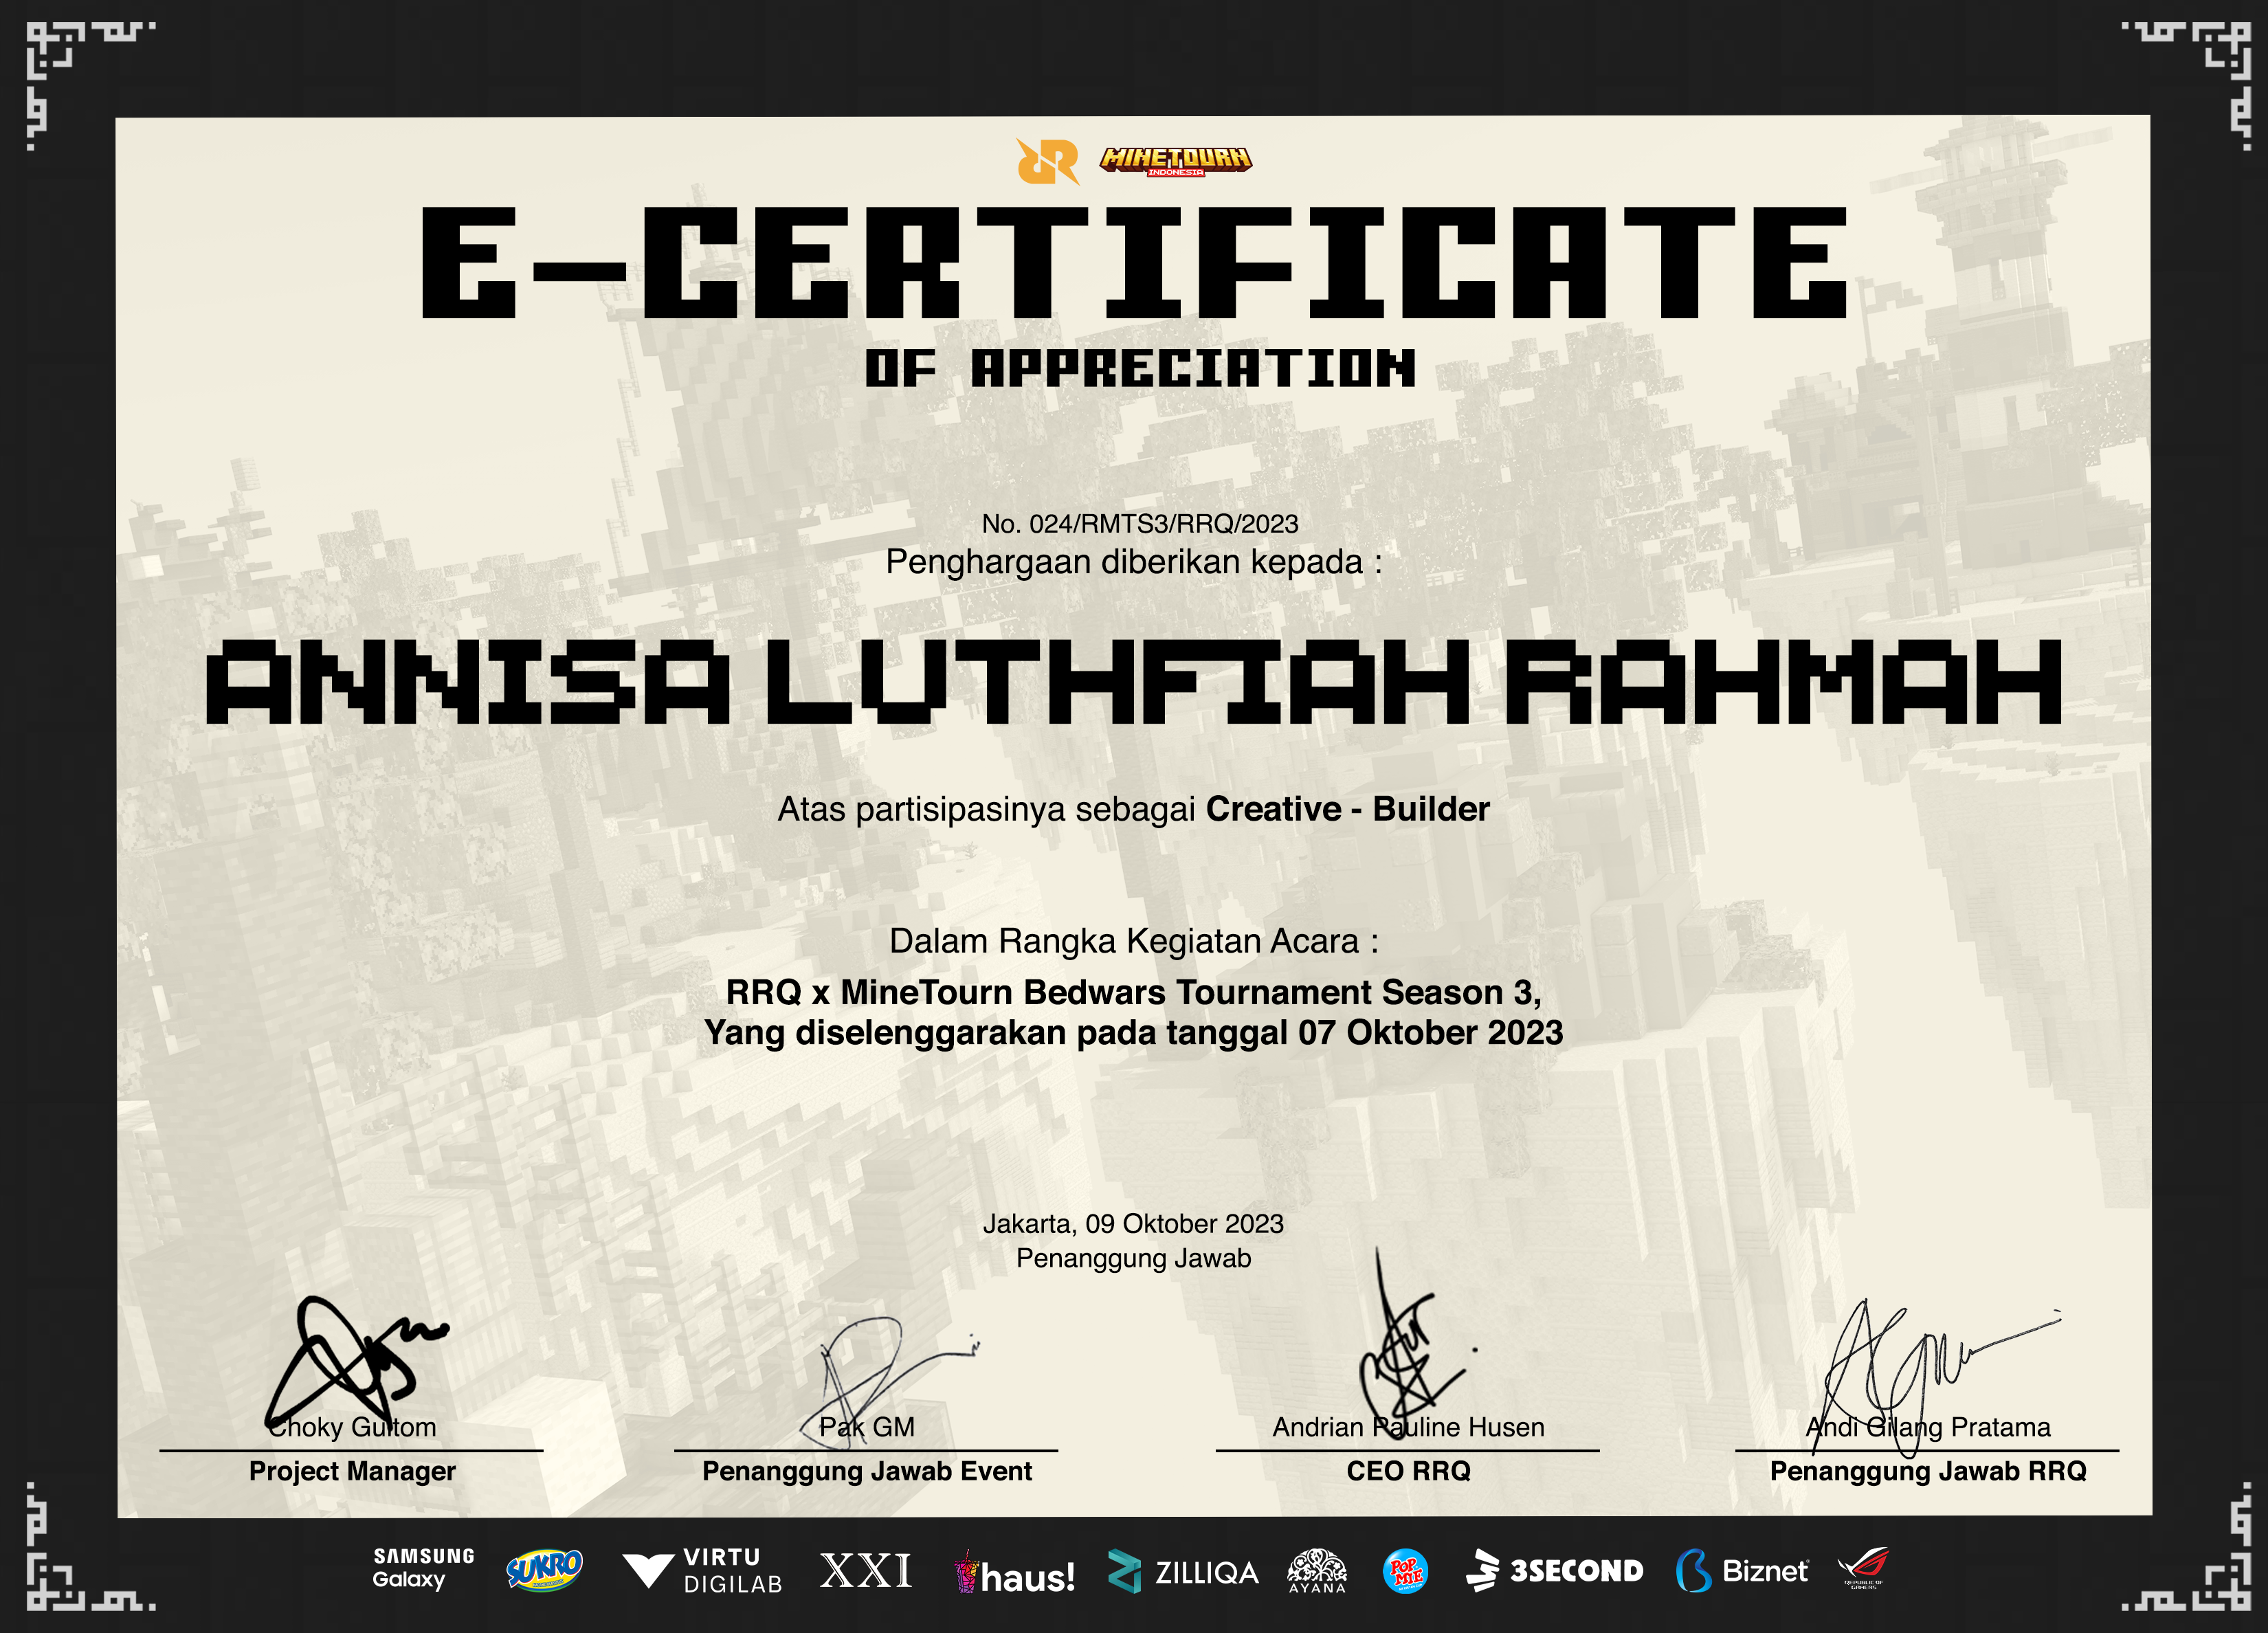 MINETOURN
INDONESIA
E-CERTIFICATE
OF APPRECIATION
No. 024/RMTS3/RRQ/2023
Penghargaan diberikan kepada :
ANNISA LUTHFIAH RAHMAH
Atas partisipasinya sebagai Creative - Builder
Dalam Rangka Kegiatan Acara :
RRQ x MineTourn Bedwars Tournament Season 3,
Yang diselenggarakan pada tanggal 07 Oktober 2023
Jakarta, 09 Oktober 2023
Penanggung Jawab
Choky Gultom
Project Manager
Pak GM
Penanggung Jawab Event
Andrian Pauline Husen
CEO RRQ
Andi Gilang Pratama
Penanggung Jawab RRQ
SAMSUNG
Galaxy
SUKRO
VIRTU
DIGILAB
XXI
haus!
ZILLIQA
AYANA
POP
MIE
3SECOND
Biznet
REPUBLIC OF
GAMERS